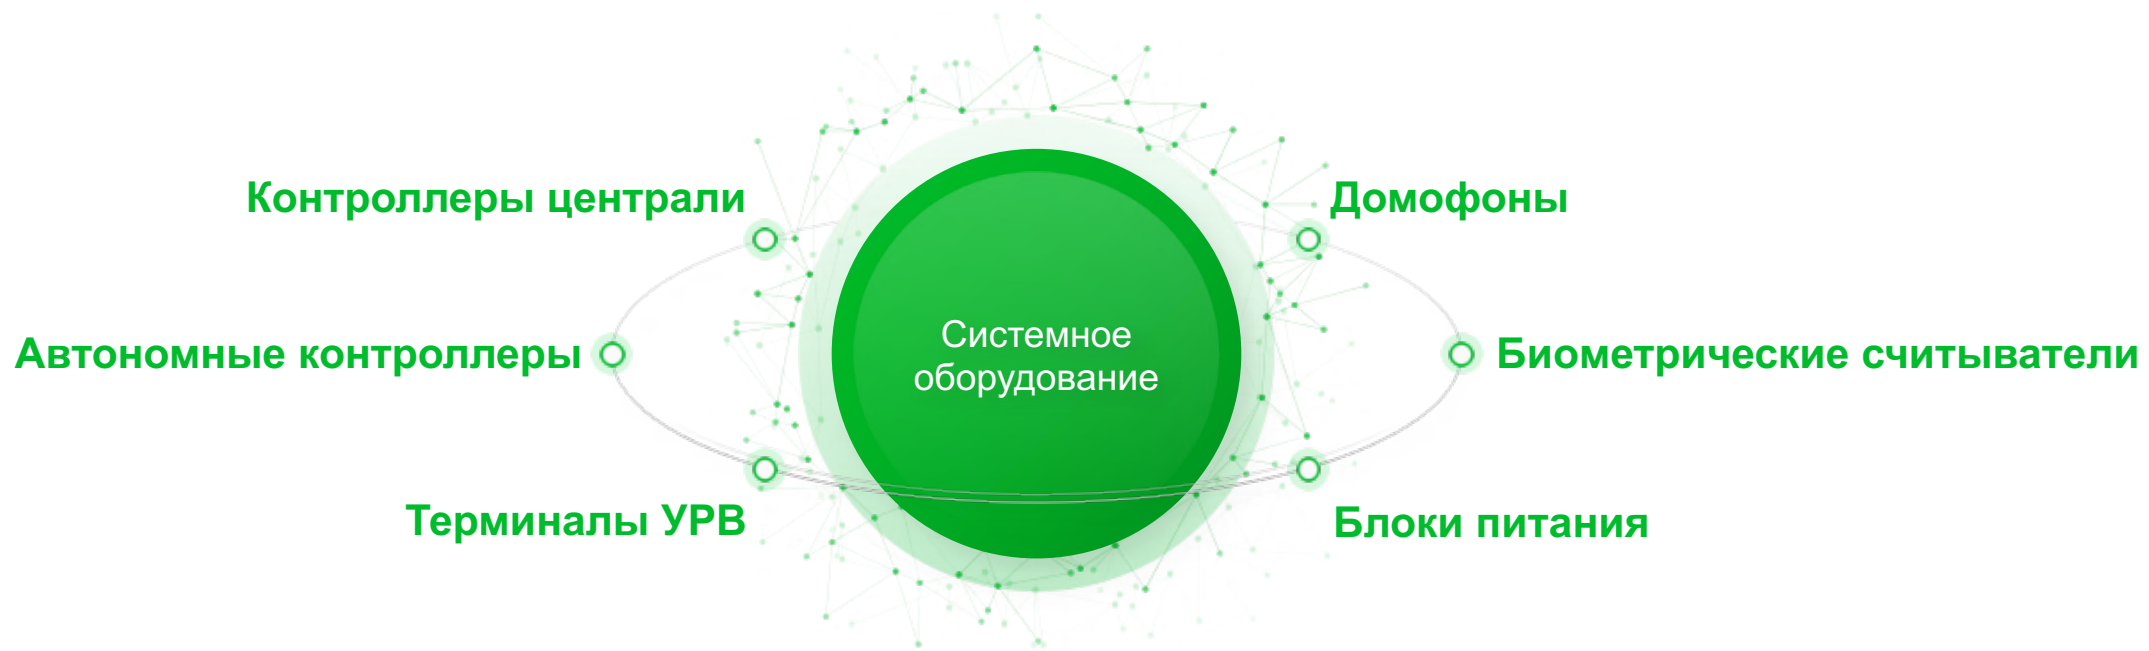 Контроллеры централи
Домофоны
Автономные контроллеры
Системное
оборудование
Биометрические считыватели
Терминалы УРВ
Блоки питания